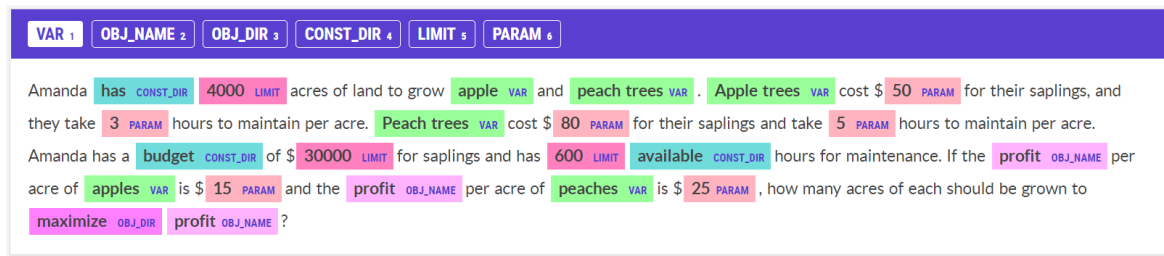 VAR 1 OBJ_NAME 2 OBJ_DIR 3 CONST_DIR 4 LIMIT 5 PARAM 6
Amanda has CONST_DIR 4000 LIMIT acres of land to grow apple VAR and peach trees VAR . Apple trees VAR cost $ 50 PARAM for their saplings, and
they take 3 PARAM hours to maintain per acre. Peach trees VAR cost $ 80 PARAM for their saplings and take 5 PARAM hours to maintain per acre.
Amanda has a budget CONST_DIR of $ 30000 LIMIT for saplings and has 600 LIMIT available CONST_DIR hours for maintenance. If the profit OBJ_NAME per
acre of apples VAR is $ 15 PARAM and the profit OBJ_NAME per acre of peaches VAR is $ 25 PARAM , how many acres of each should be grown to
maximize OBJ_DIR profit OBJ_NAME ?